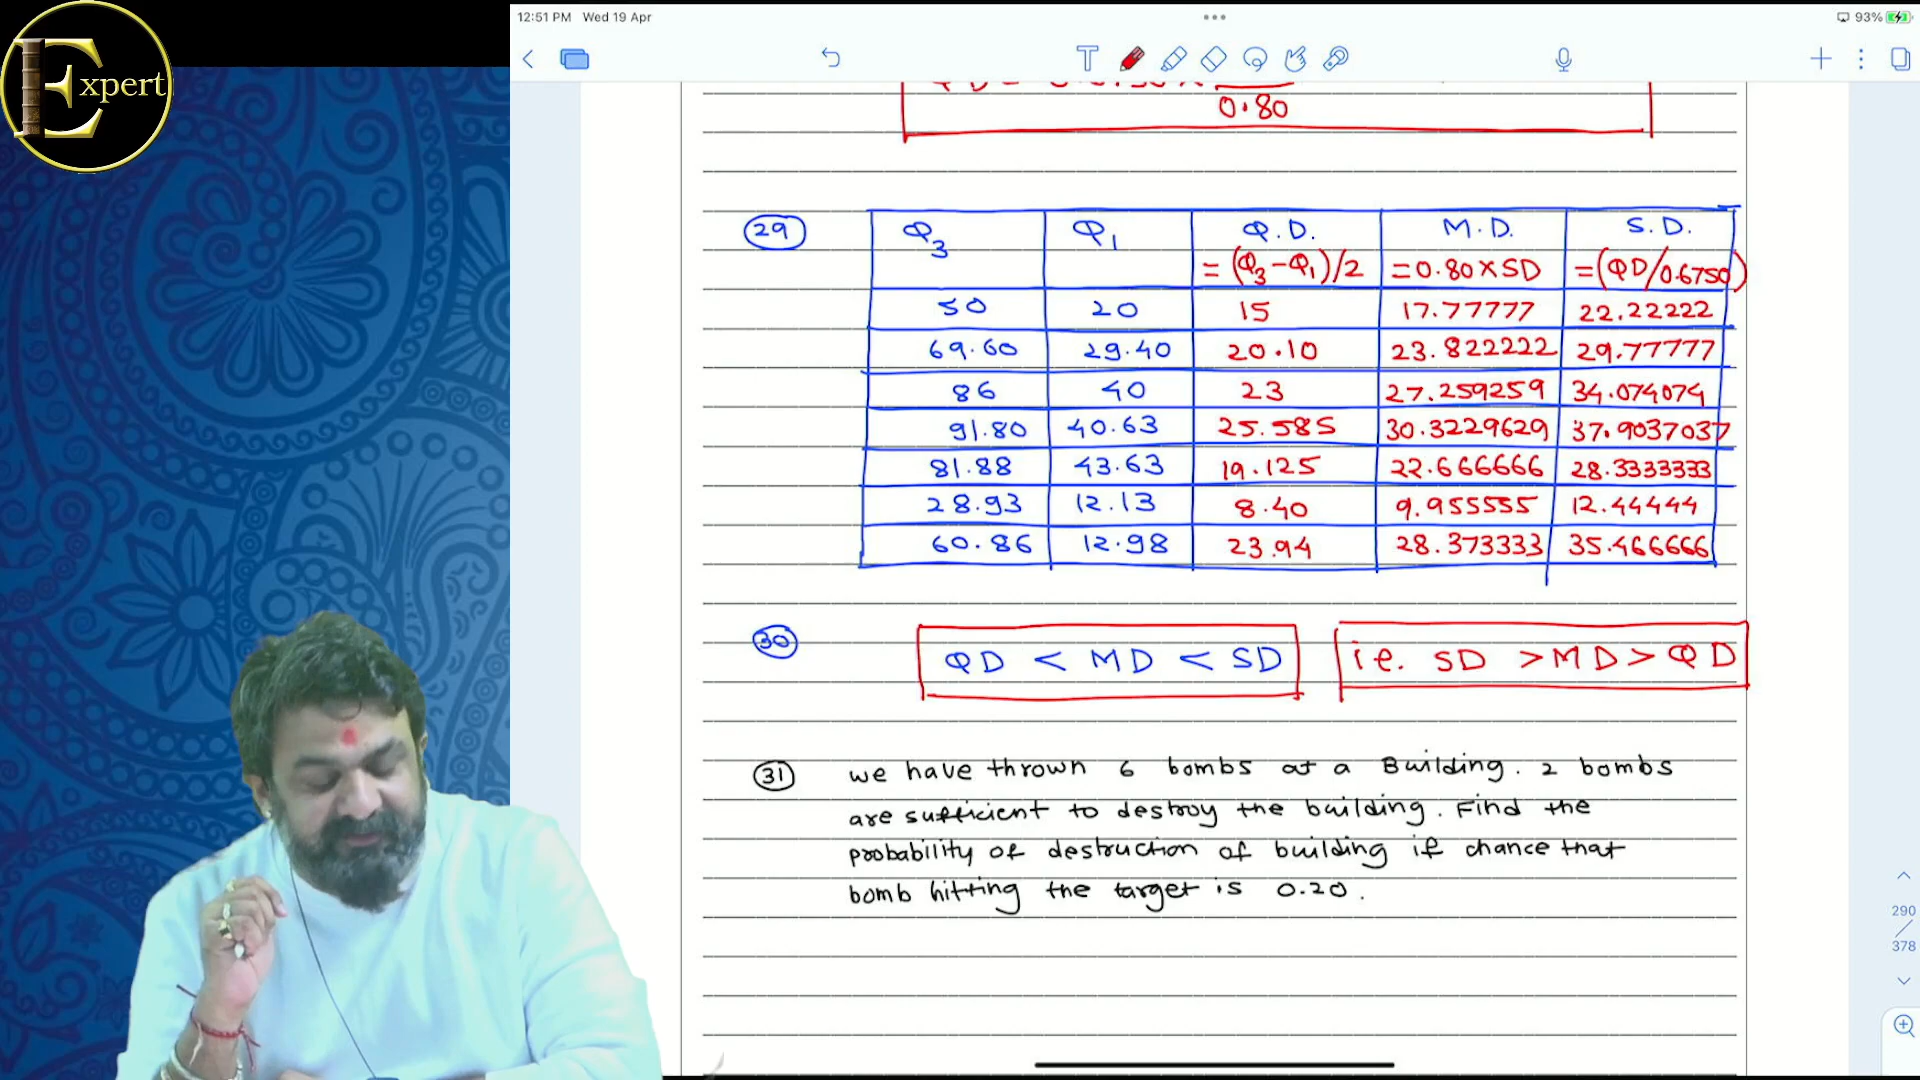 Expert
12:51 PM Wed 19 Apr
93%
0.80
29
Q3 Q1 Q.D. M.D. S.D.
=(Q3-Q1)/2 =0.80×SD =(QD/0.6750)
50 20 15 17.77777 22.22222
69.60 29.40 20.10 23.822222 29.77777
86 40 23 27.259259 34.074074
91.80 40.63 25.585 30.3229629 37.9037037
81.88 43.63 19.125 22.666666 28.3333333
28.93 12.13 8.40 9.955555 12.44444
60.86 12.98 23.94 28.373333 35.466666
30 QD < MD < SD i.e. SD >MD> QD
31 we have thrown 6 bombs at a Building. 2 bombs
are sufficient to destroy the building. Find the
probability of destruction of building if chance that
bomb hitting the target is 0.20.
290
378